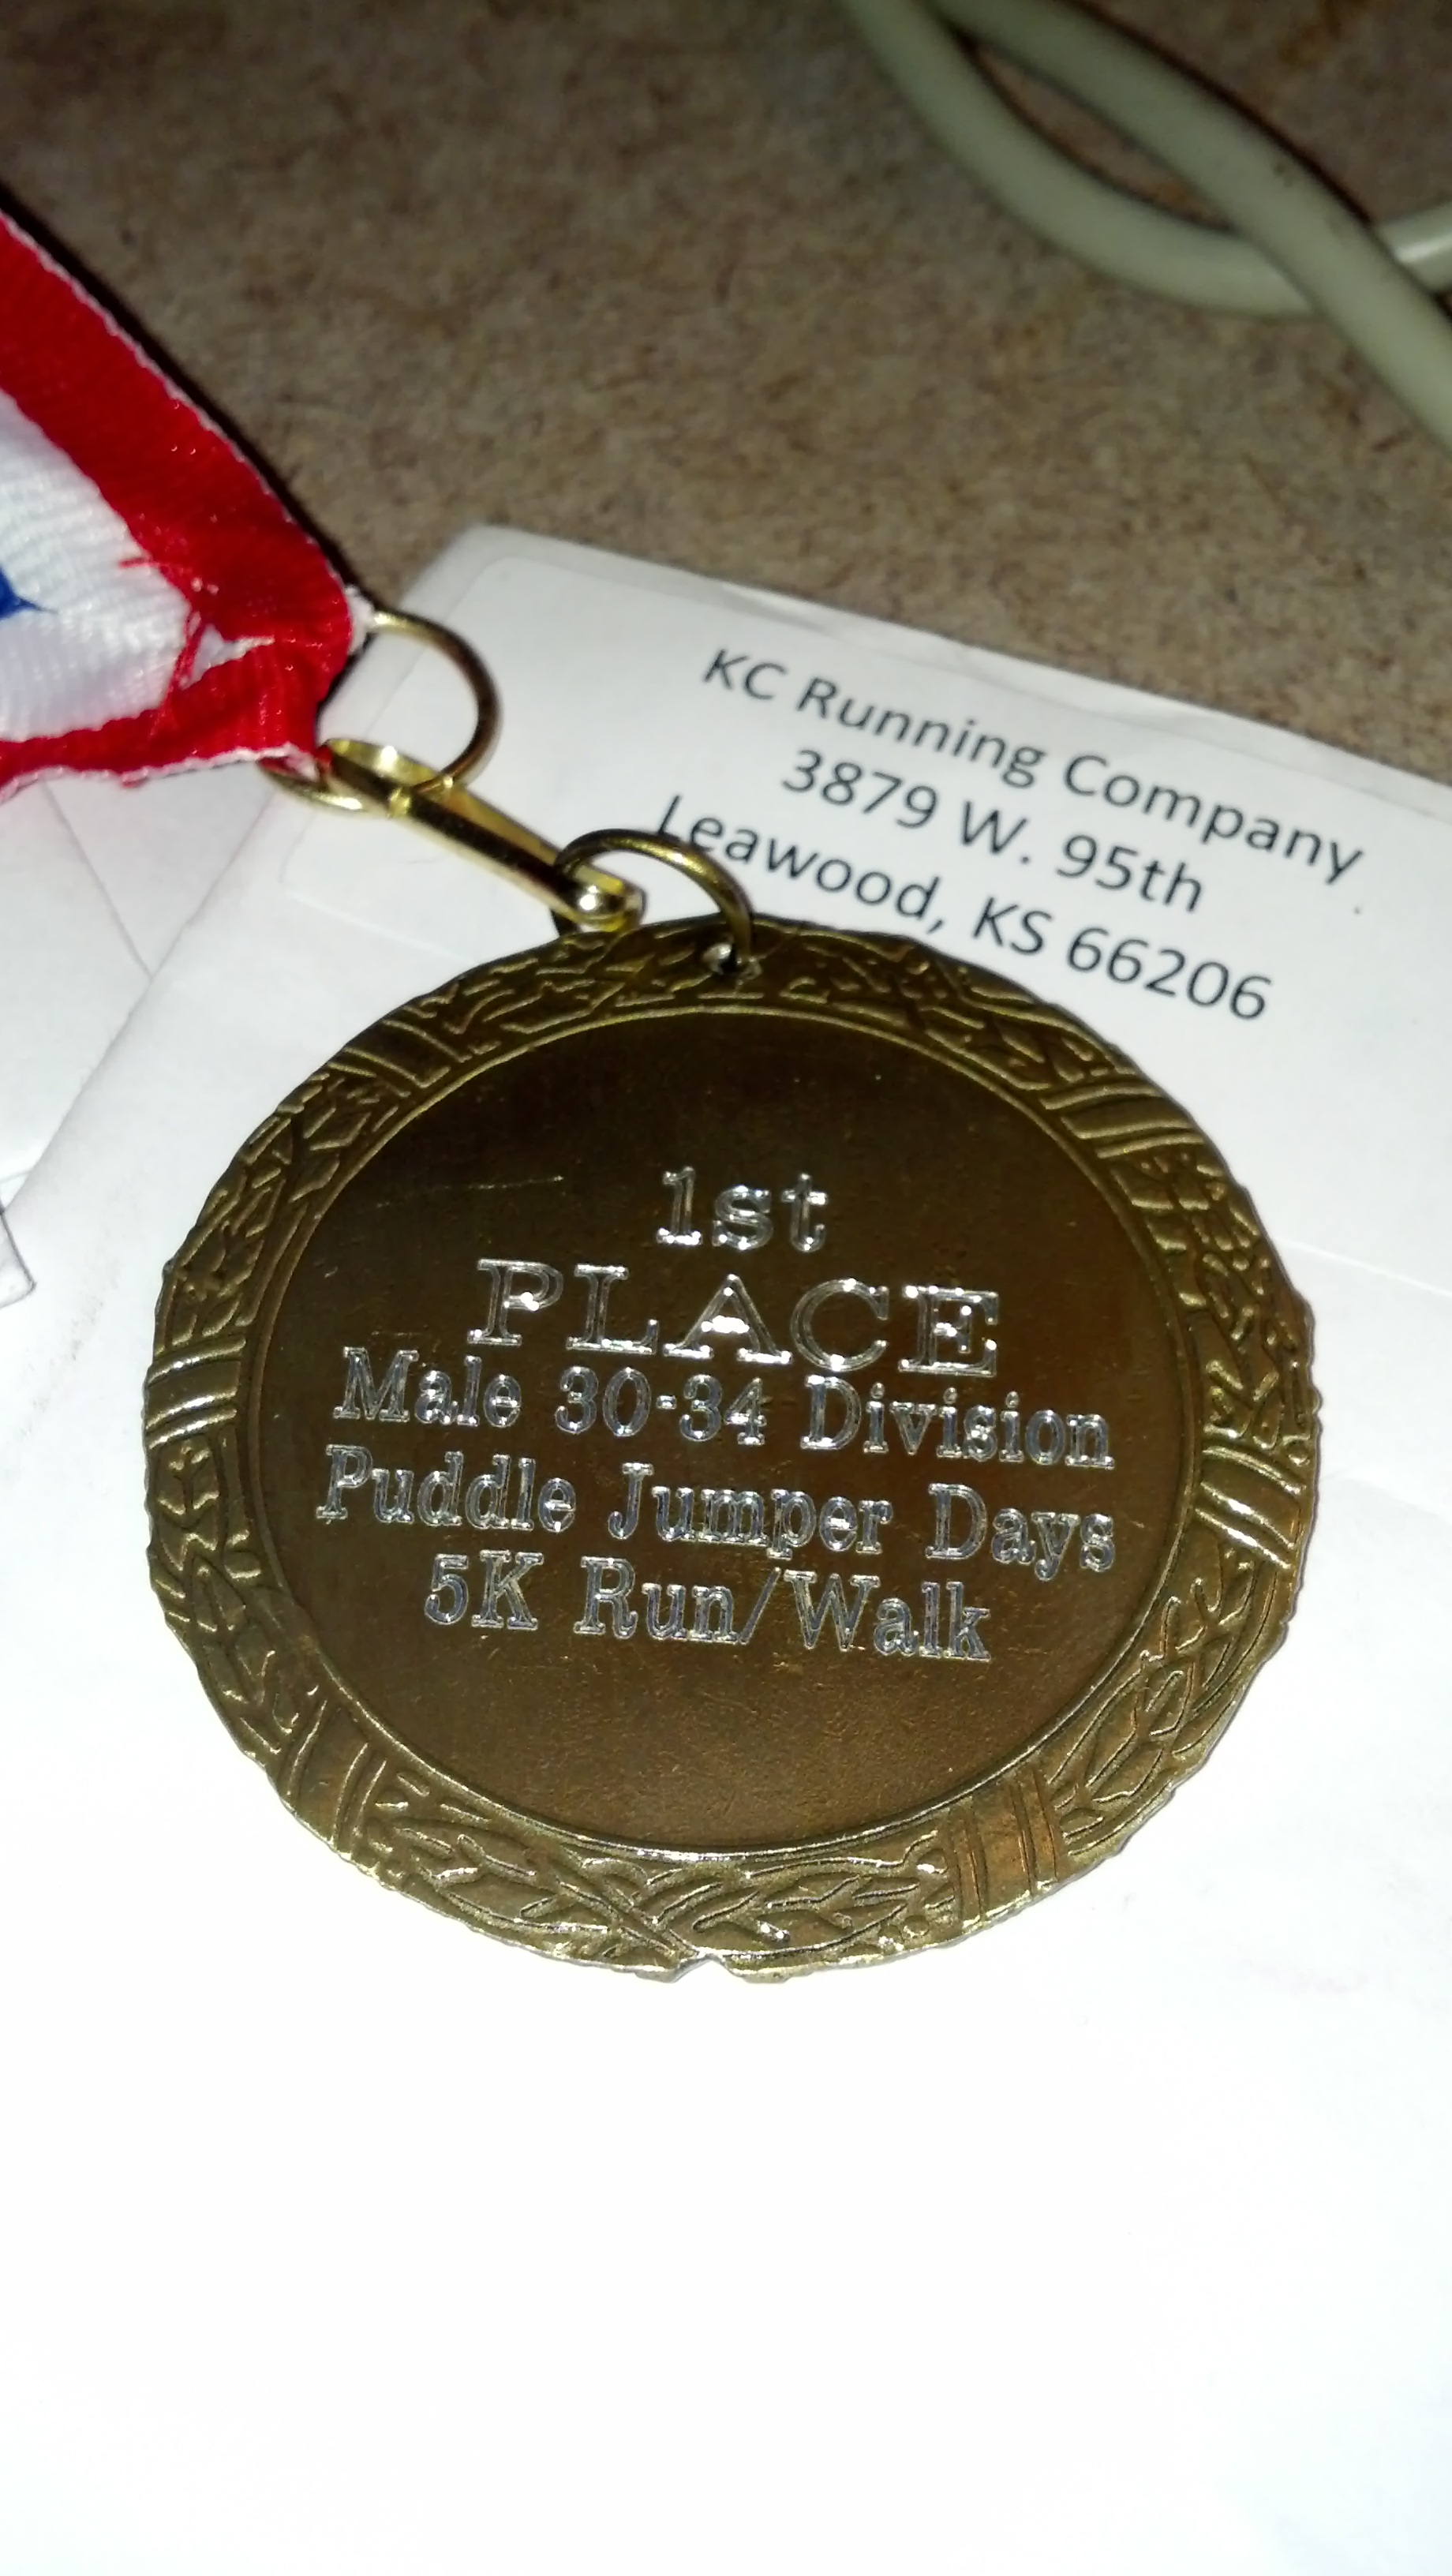 KC Running Company
3879 W. 95th
Leawood, KS 66206
1st
PLACE
Male 30-34 Division
Puddle Jumper Days
5K Run/Walk